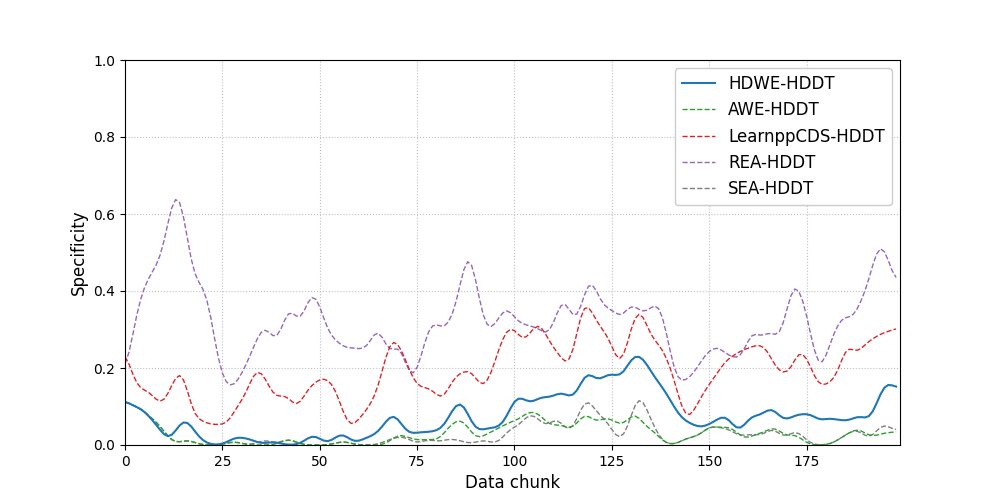 1.0
0.8
0.6
0.4
0.2
0.0
Specificity
0 25 50 75 100 125 150 175
Data chunk
HDWE-HDDT
AWE-HDDT
LearnppCDS-HDDT
REA-HDDT
SEA-HDDT